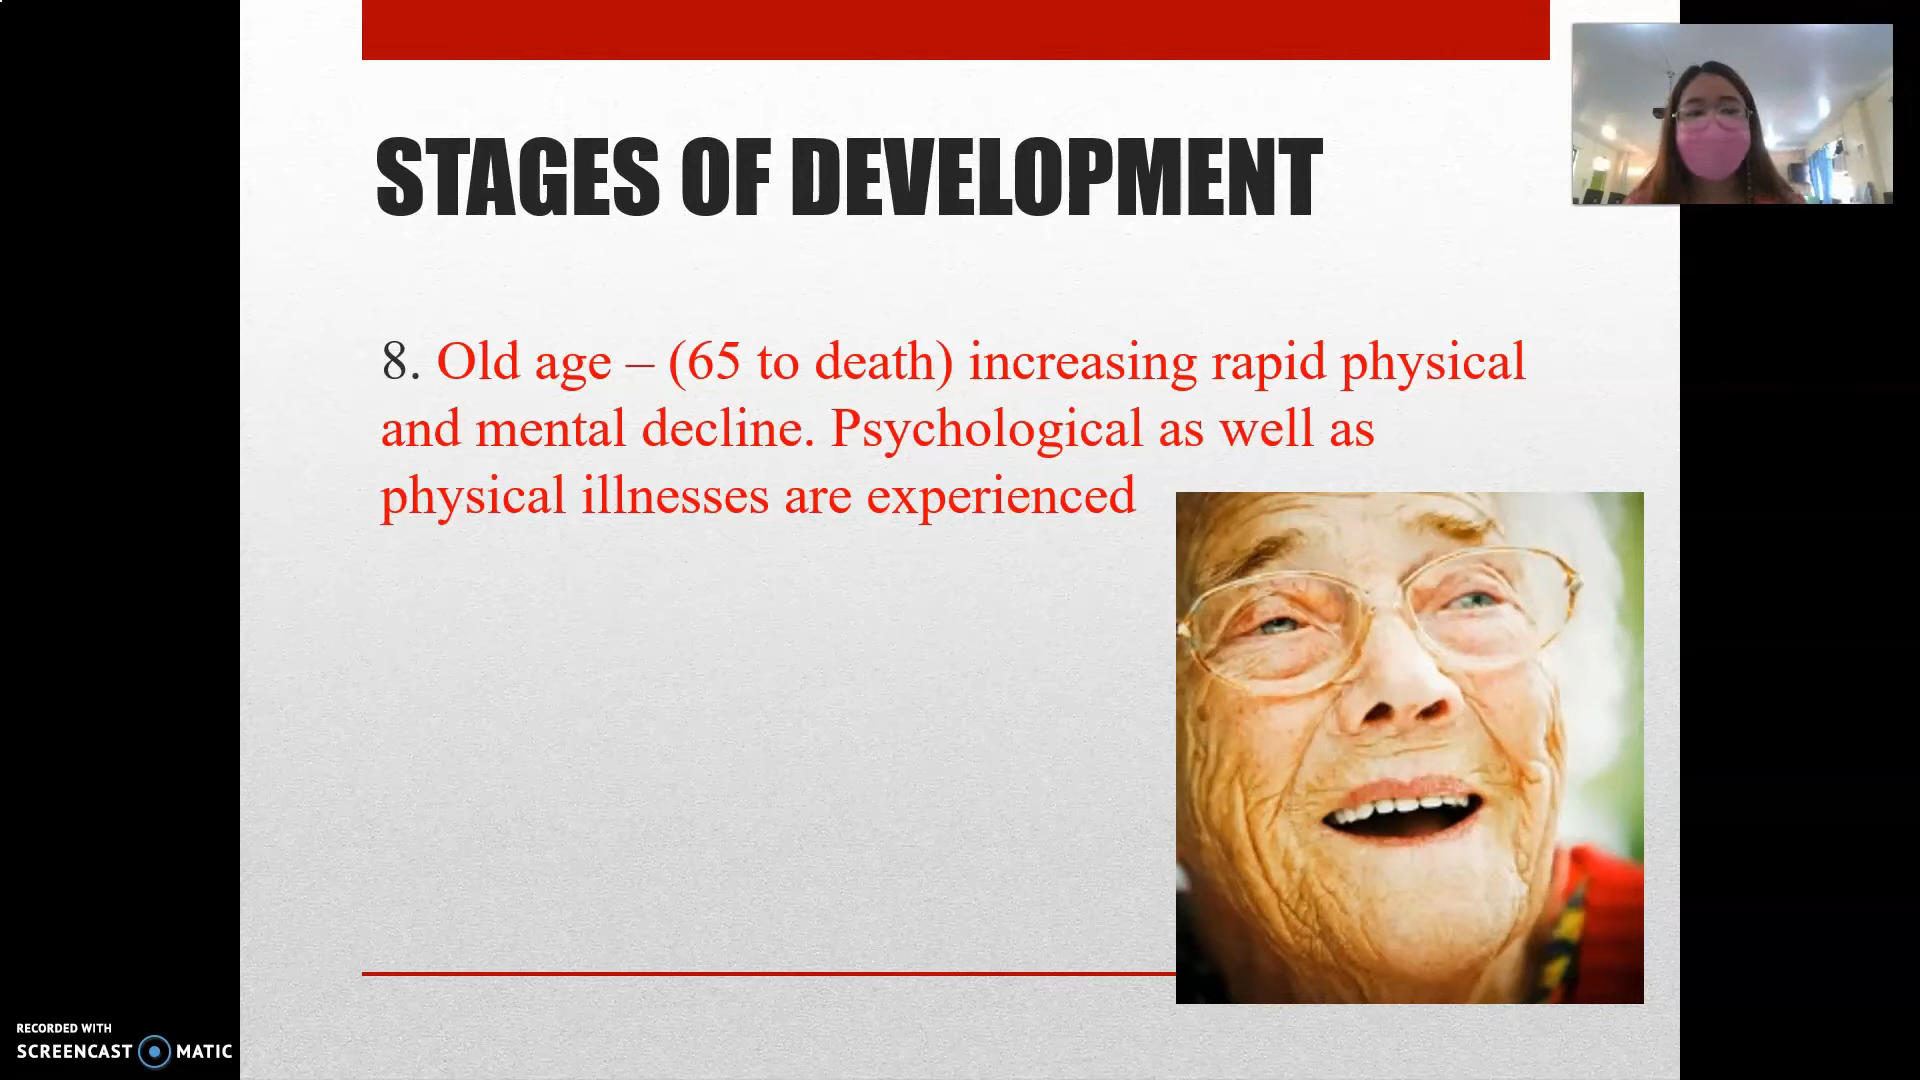 STAGES OF DEVELOPMENT
8. Old age – (65 to death) increasing rapid physical
and mental decline. Psychological as well as
physical illnesses are experienced
RECORDED WITH
SCREENCAST MATIC